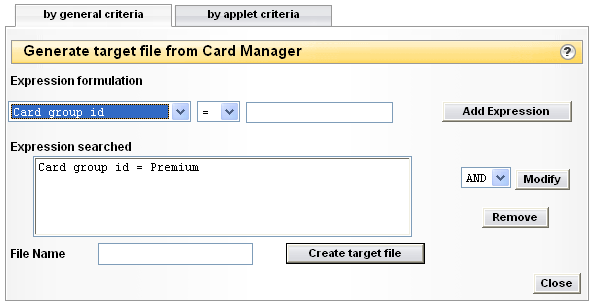 by general criteria by applet criteria
Generate target file from Card Manager ?
Expression formulation
Card group id = Add Expression
Expression searched
Card group id = Premium
AND Modify
Remove
File Name Create target file
Close